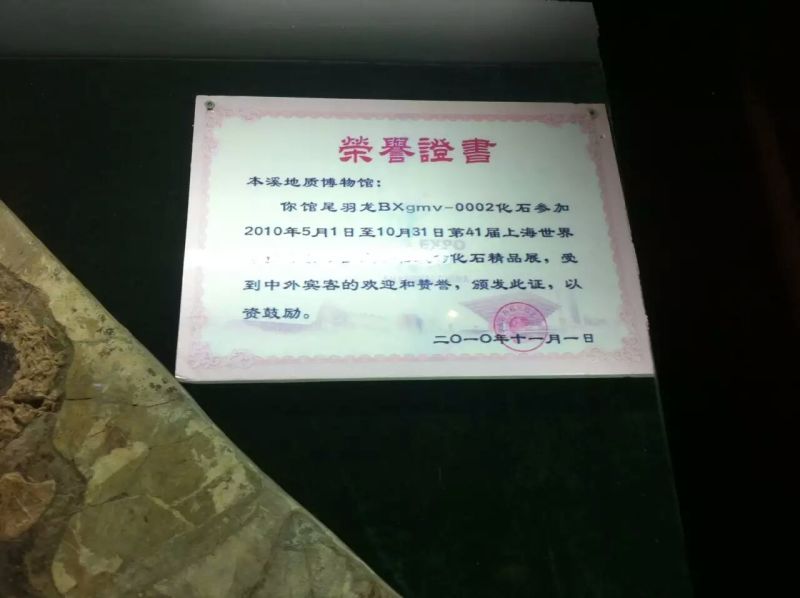 榮譽證書
本溪地质博物馆：
你馆尾羽龙BXgmv-0002化石参加
2010年5月1日至10月31日第41届上海世界
EXPO
化石精品展，受
到中外宾客的欢迎和赞誉，颁发此证，以
资鼓励。
二〇一〇年十一月一日